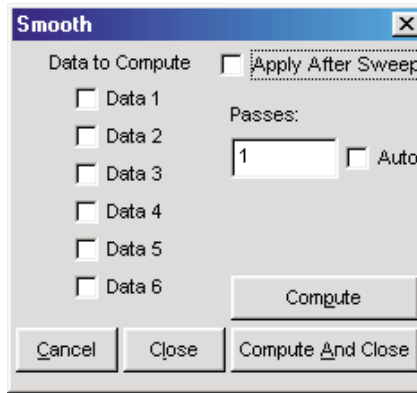 Smooth
Data to Compute
Apply After Sweep
Data 1
Data 2
Data 3
Data 4
Data 5
Data 6
Passes:
1
Auto
Compute
Cancel
Close
Compute And Close